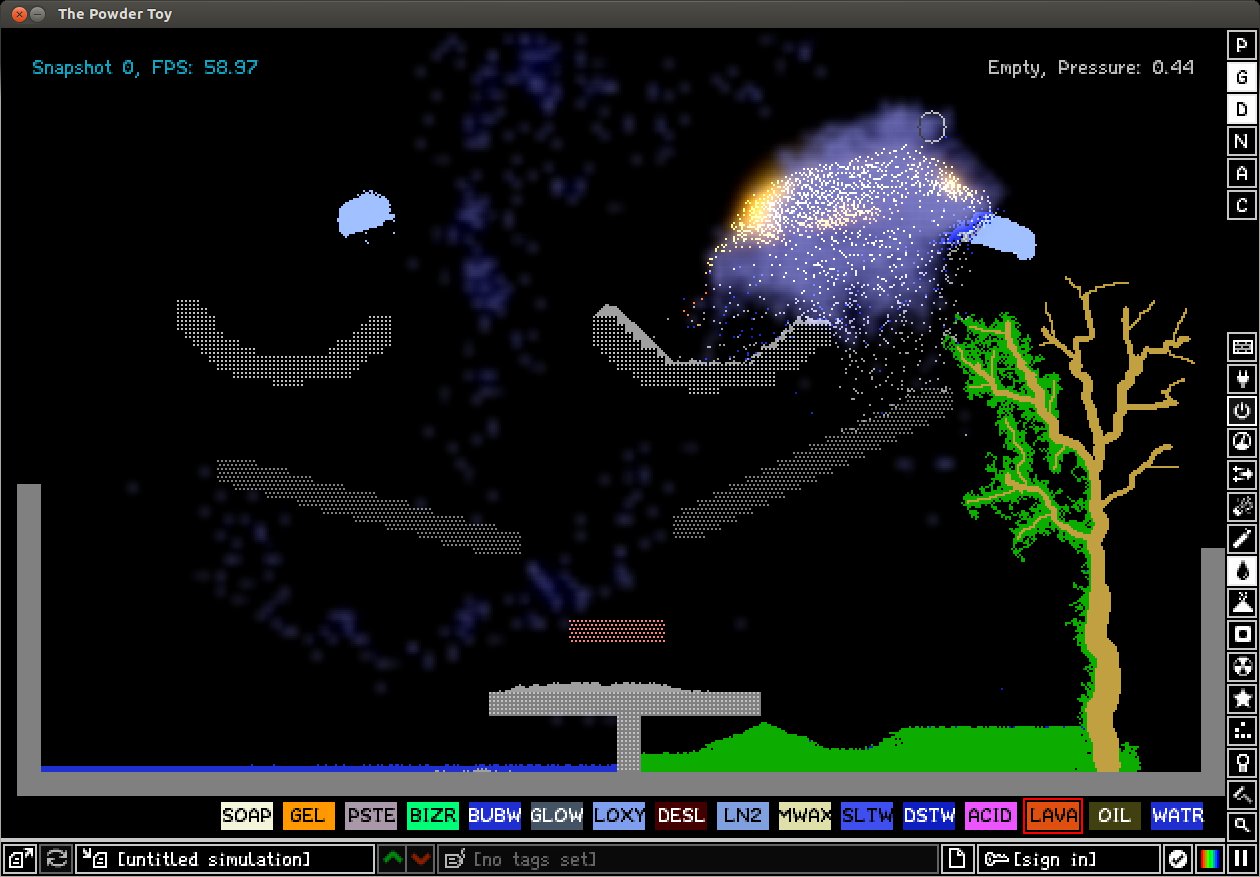 The Powder Toy
Snapshot 0, FPS: 58.97
Empty, Pressure: 0.44
P
G
D
N
A
C
SOAP GEL PSTE BIZR BUBW GLOW LOXY DESL LN2 MWAX SLTW DSTW ACID LAVA OIL WATR
[untitled simulation] [no tags set] [sign in]